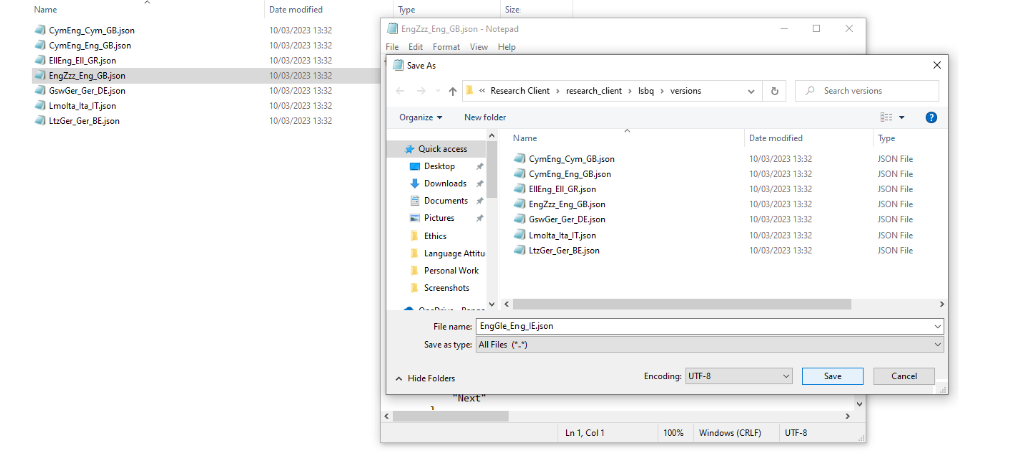 Name Date modified Type Size
CymEng_Cym_GB.json 10/03/2023 13:32
CymEng_Eng_GB.json 10/03/2023 13:32
EllEng_Ell_GR.json 10/03/2023 13:32
EngZzz_Eng_GB.json 10/03/2023 13:32
GswGer_Ger_DE.json 10/03/2023 13:32
LmoIta_Ita_IT.json 10/03/2023 13:32
LtzGer_Ger_BE.json 10/03/2023 13:32
EngZzz_Eng_GB.json - Notepad
File Edit Format View Help
Save As
« Research Client › research_client › lsbq › versions
Search versions
Organize New folder
Quick access
Desktop
Downloads
Documents
Pictures
Ethics
Language Attitu
Personal Work
Screenshots
Name Date modified Type
CymEng_Cym_GB.json 10/03/2023 13:32 JSON File
CymEng_Eng_GB.json 10/03/2023 13:32 JSON File
EllEng_Ell_GR.json 10/03/2023 13:32 JSON File
EngZzz_Eng_GB.json 10/03/2023 13:32 JSON File
GswGer_Ger_DE.json 10/03/2023 13:32 JSON File
LmoIta_Ita_IT.json 10/03/2023 13:32 JSON File
LtzGer_Ger_BE.json 10/03/2023 13:32 JSON File
File name: EngGle_Eng_IE.json
Save as type: All Files (*.*)
Hide Folders
Encoding: UTF-8 Save Cancel
"Next"
]
Ln 1, Col 1 100% Windows (CRLF) UTF-8